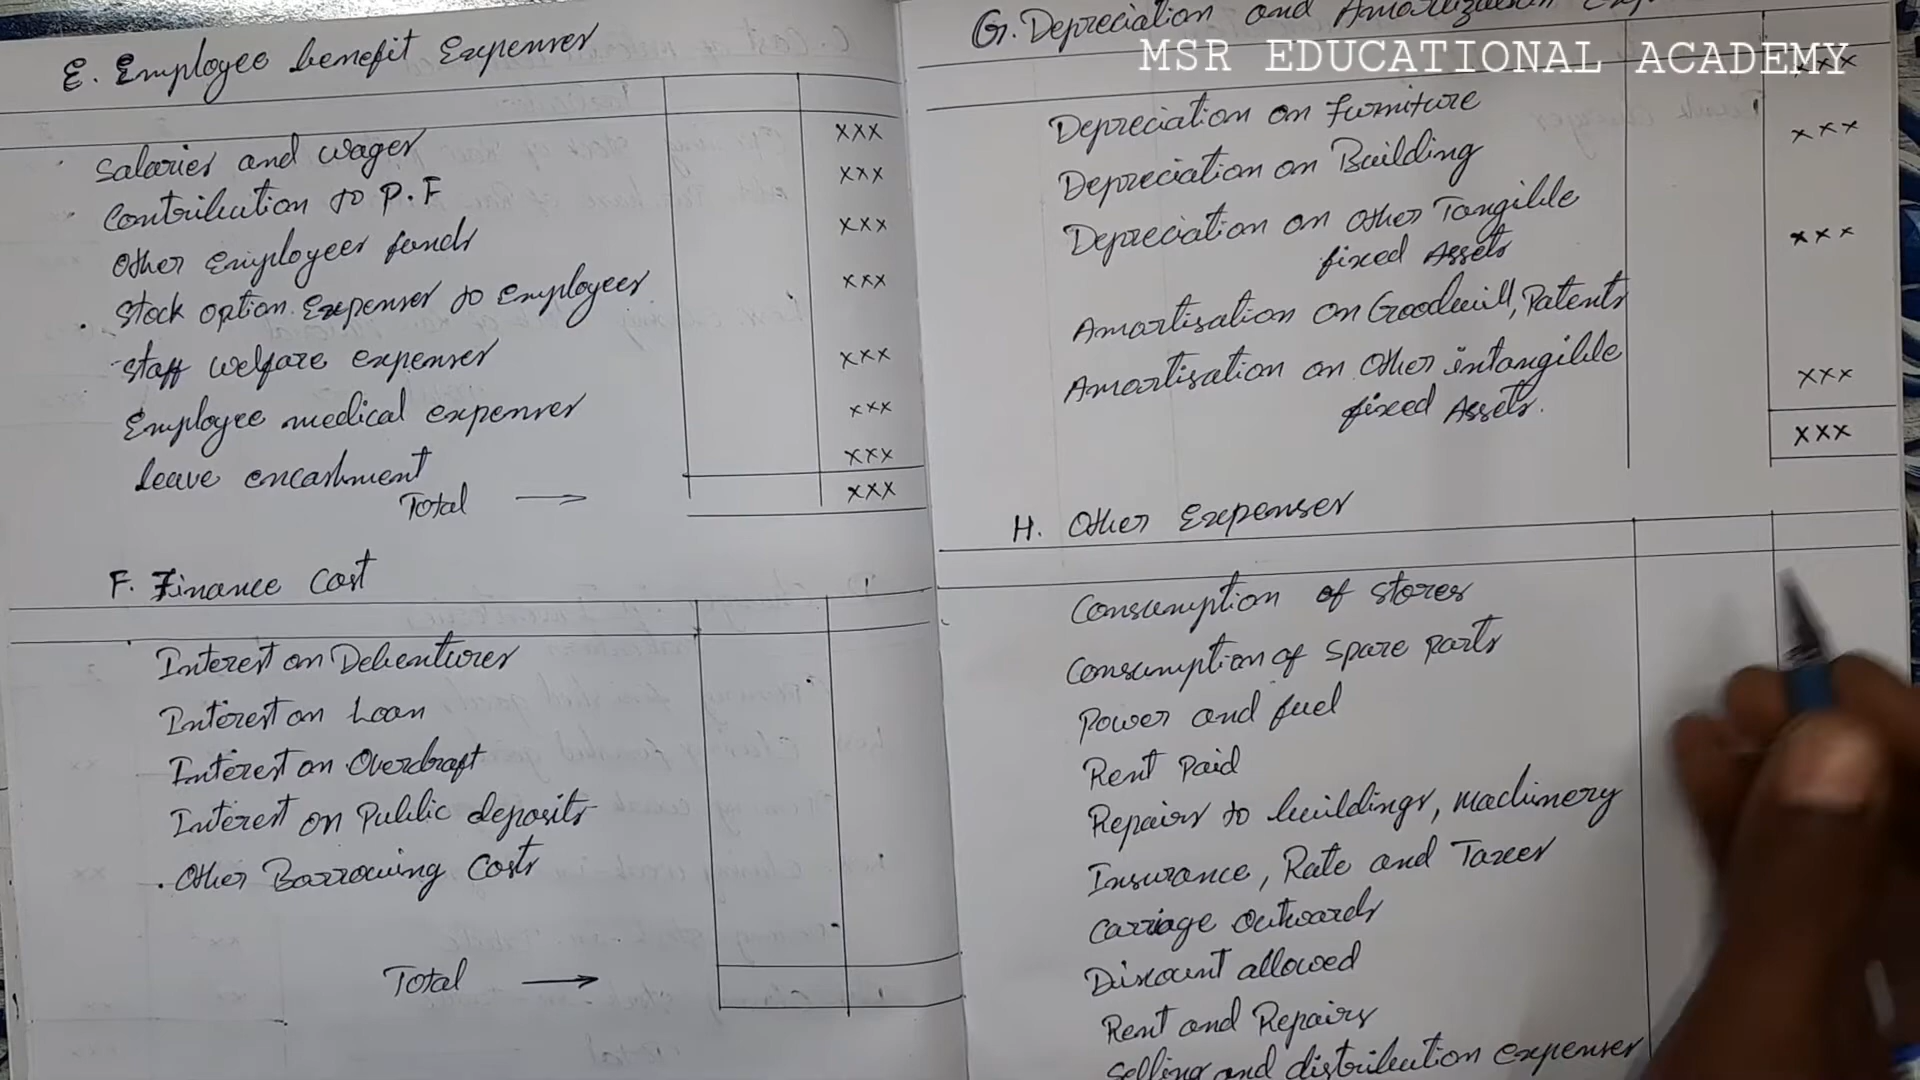 E. Employee benefit Expenses
Salaries and wages xxx
Contribution to P.F xxx
Other Employees funds xxx
Stock option Expenses to Employees xxx
Staff welfare expenses xxx
Employee medical expenses xxx
leave encashment xxx
Total → xxx
F. Finance Cost
Interest on Debentures
Interest on Loan
Interest on Overdraft
Interest on Public deposits
Other Borrowing Costs
Total →
G. Depreciation and Amortization
MSR EDUCATIONAL ACADEMY
xxx
Depreciation on furniture
Depreciation on Building xxx
Depreciation on Other Tangible
fixed Assets xxx
Amortisation on Goodwill, Patents
Amortisation on Other intangible
fixed Assets. xxx
xxx
H. Other Expenses
Consumption of stores
Consumption of spare parts
Power and fuel
Rent Paid
Repairs to buildings, Machinery
Insurance, Rate and Taxes
Carriage Outwards
Discount allowed
Rent and Repairs
Selling and distribution expenses